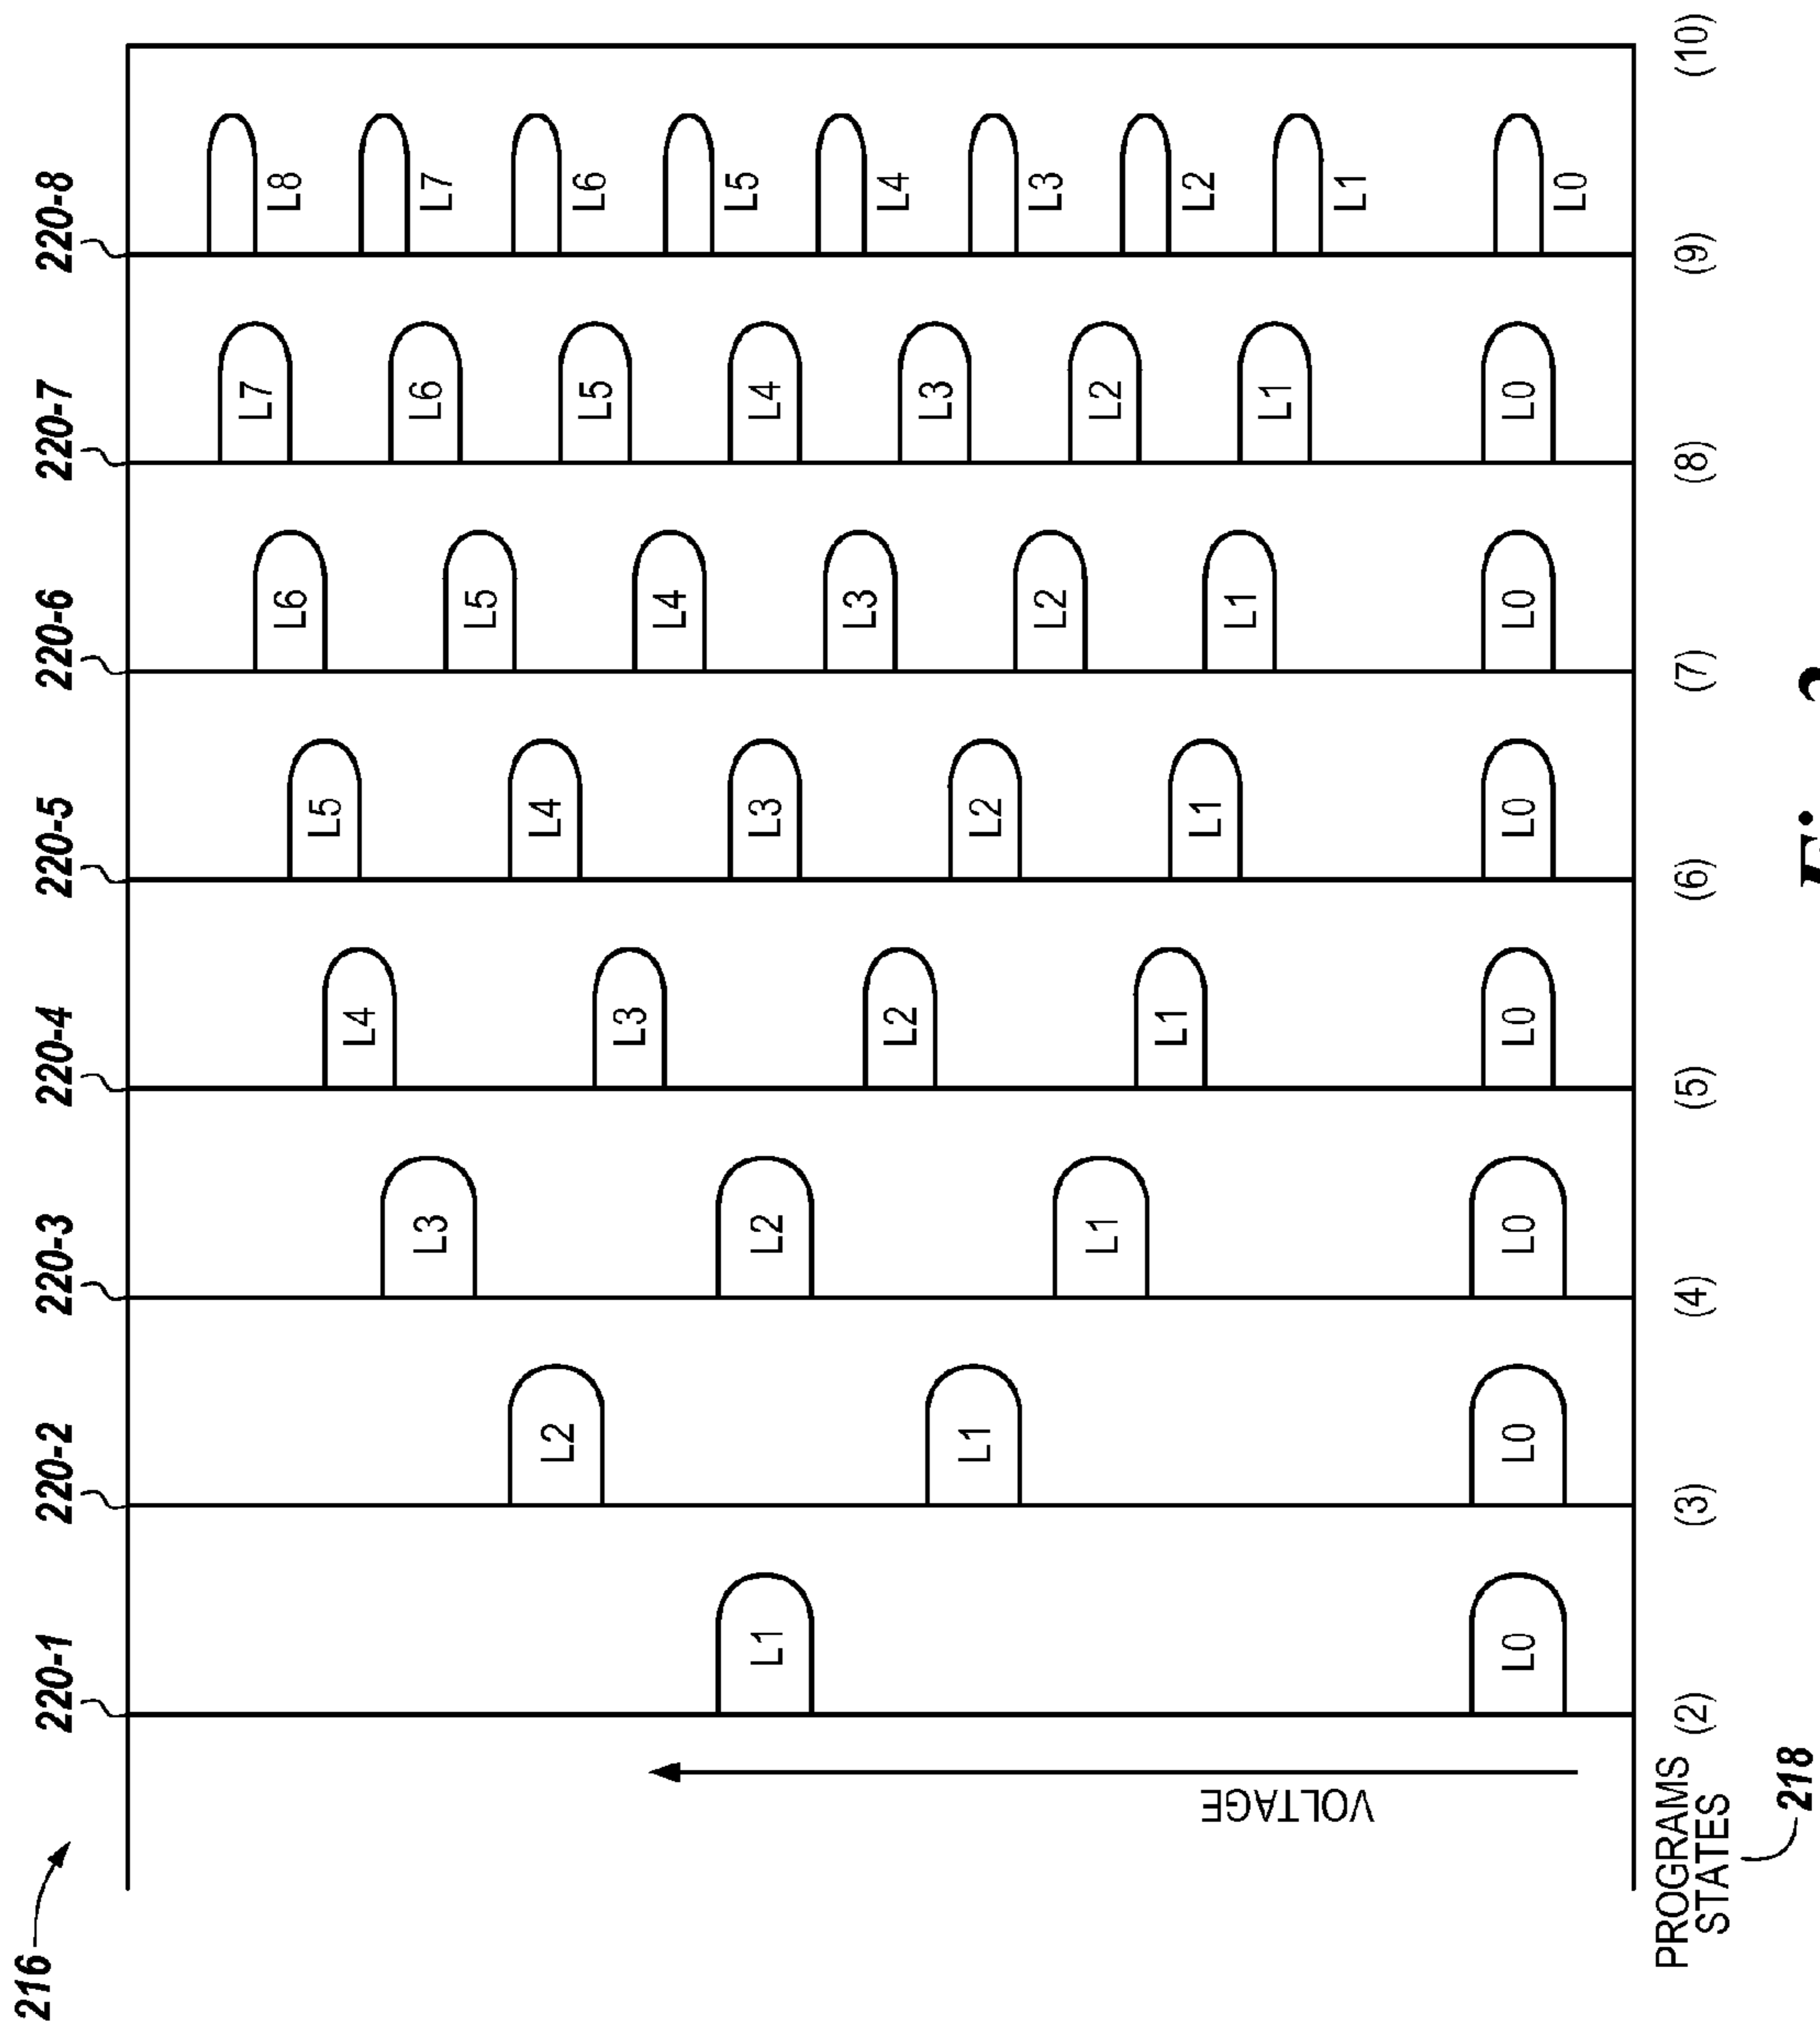 216
220-1
220-2
220-3
220-4
220-5
220-6
220-7
220-8
VOLTAGE
L1
L0
L2
L1
L0
L3
L2
L1
L0
L4
L3
L2
L1
L0
L5
L4
L3
L2
L1
L0
L6
L5
L4
L3
L2
L1
L0
L7
L6
L5
L4
L3
L2
L1
L0
L8
L7
L6
L5
L4
L3
L2
L1
L0
PROGRAMS
STATES
(2)
(3)
(4)
(5)
(6)
(7)
(8)
(9)
(10)
218